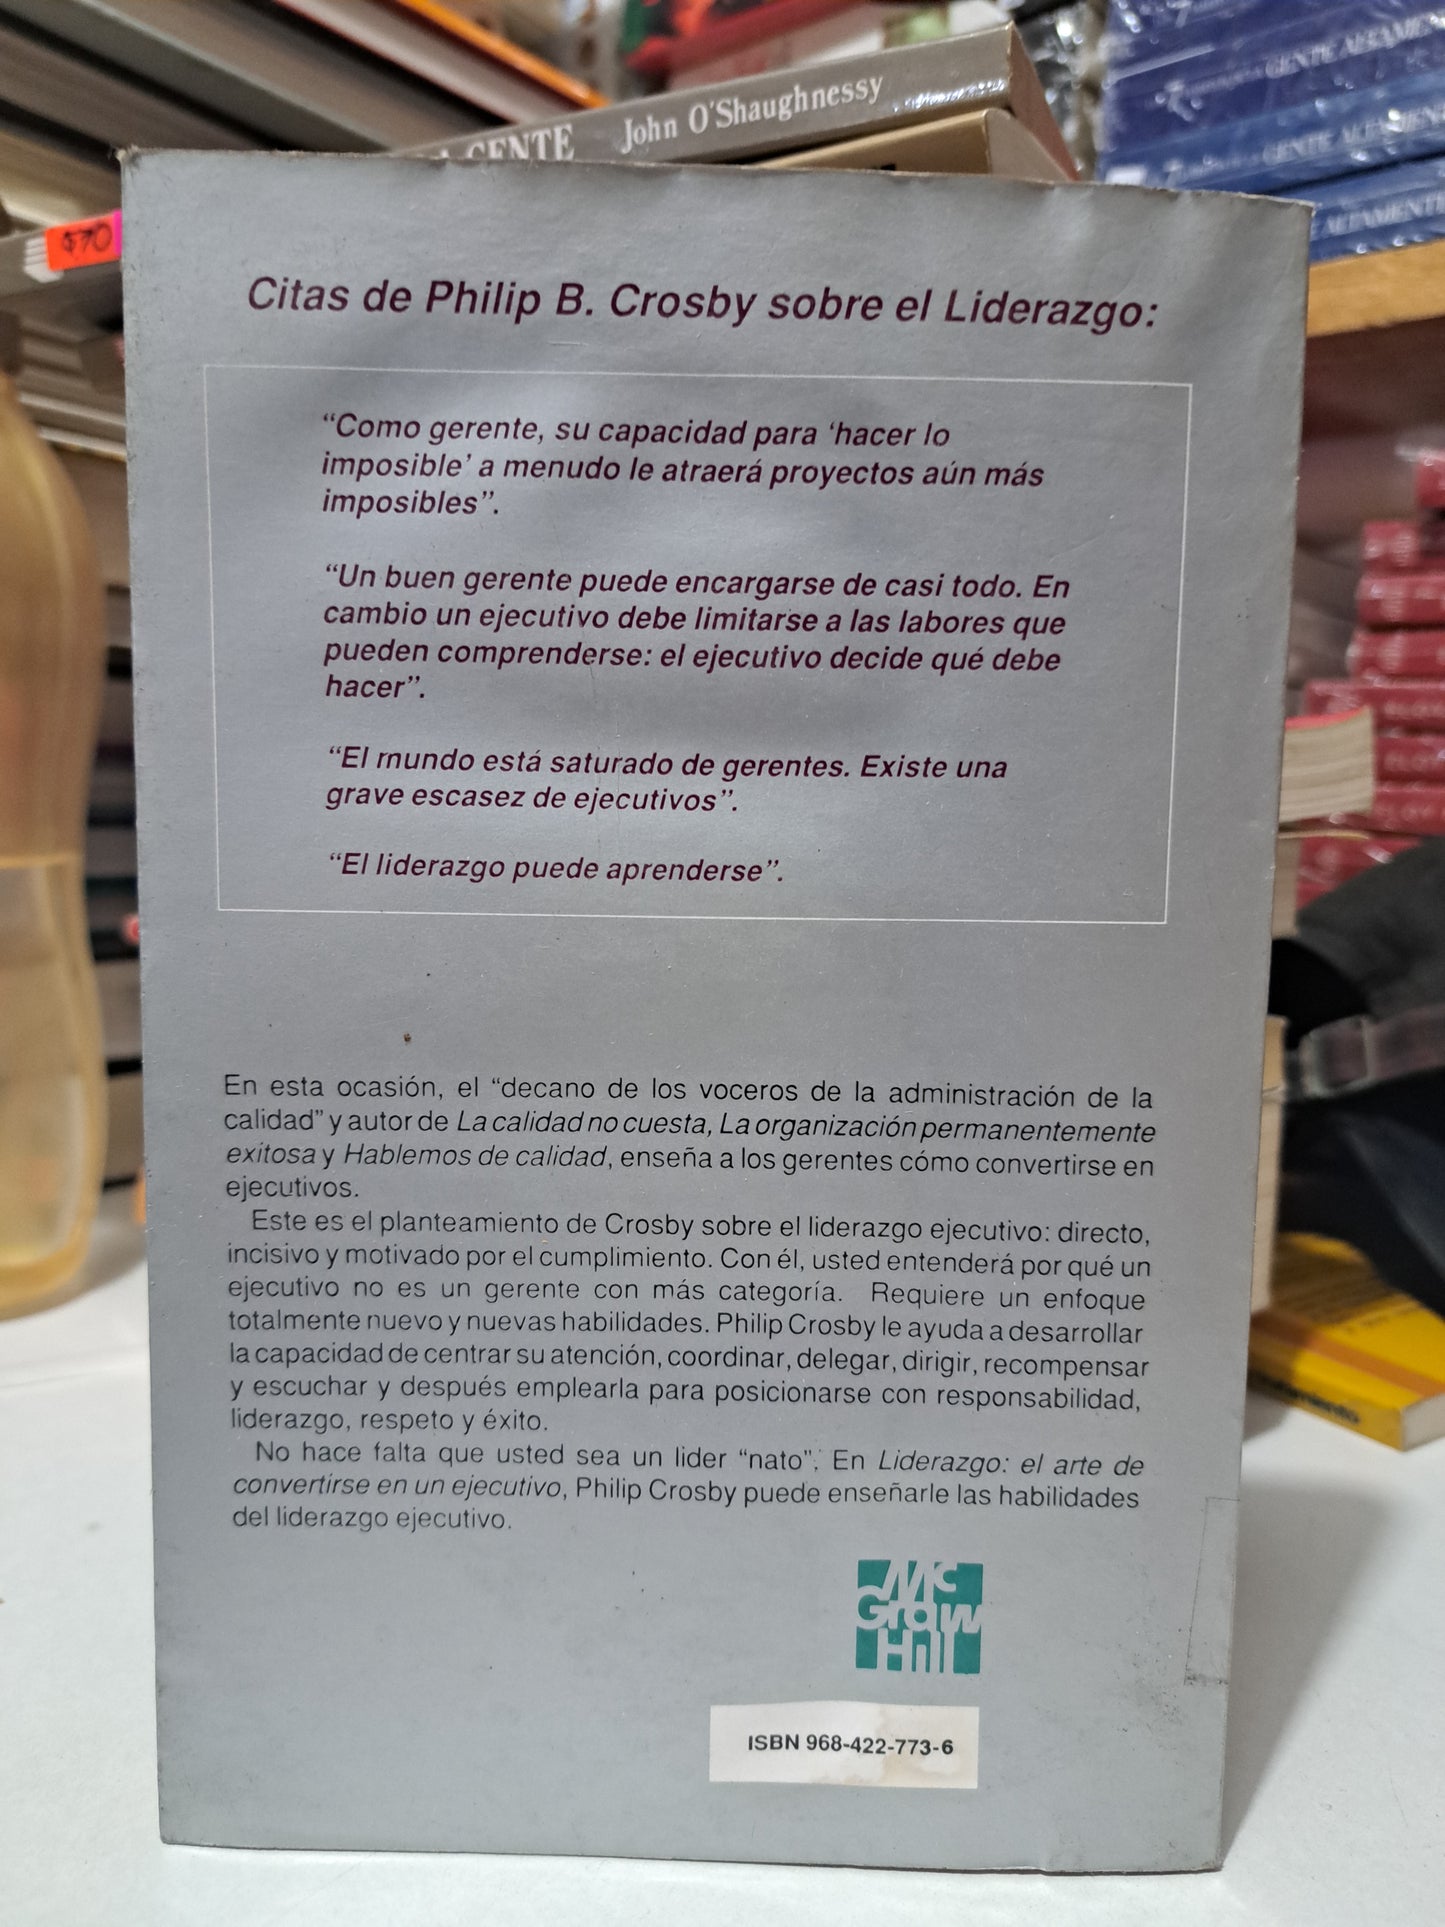 GENTE John O'Shaughnessy
GENTE ALTAMENTE
GENTE ALTAMENTE
ALTAMENTE
$70
Citas de Philip B. Crosby sobre el Liderazgo:
“Como gerente, su capacidad para ‘hacer lo
imposible’ a menudo le atraerá proyectos aún más
imposibles”.
“Un buen gerente puede encargarse de casi todo. En
cambio un ejecutivo debe limitarse a las labores que
pueden comprenderse: el ejecutivo decide qué debe
hacer”.
“El mundo está saturado de gerentes. Existe una
grave escasez de ejecutivos”.
“El liderazgo puede aprenderse”.
En esta ocasión, el “decano de los voceros de la administración de la
calidad” y autor de La calidad no cuesta, La organización permanentemente
exitosa y Hablemos de calidad, enseña a los gerentes cómo convertirse en
ejecutivos.
Este es el planteamiento de Crosby sobre el liderazgo ejecutivo: directo,
incisivo y motivado por el cumplimiento. Con él, usted entenderá por qué un
ejecutivo no es un gerente con más categoría. Requiere un enfoque
totalmente nuevo y nuevas habilidades. Philip Crosby le ayuda a desarrollar
la capacidad de centrar su atención, coordinar, delegar, dirigir, recompensar
y escuchar y después emplearla para posicionarse con responsabilidad,
liderazgo, respeto y éxito.
No hace falta que usted sea un lider “nato”. En Liderazgo: el arte de
convertirse en un ejecutivo, Philip Crosby puede enseñarle las habilidades
del liderazgo ejecutivo.
Mc
Graw
Hill
ISBN 968-422-773-6